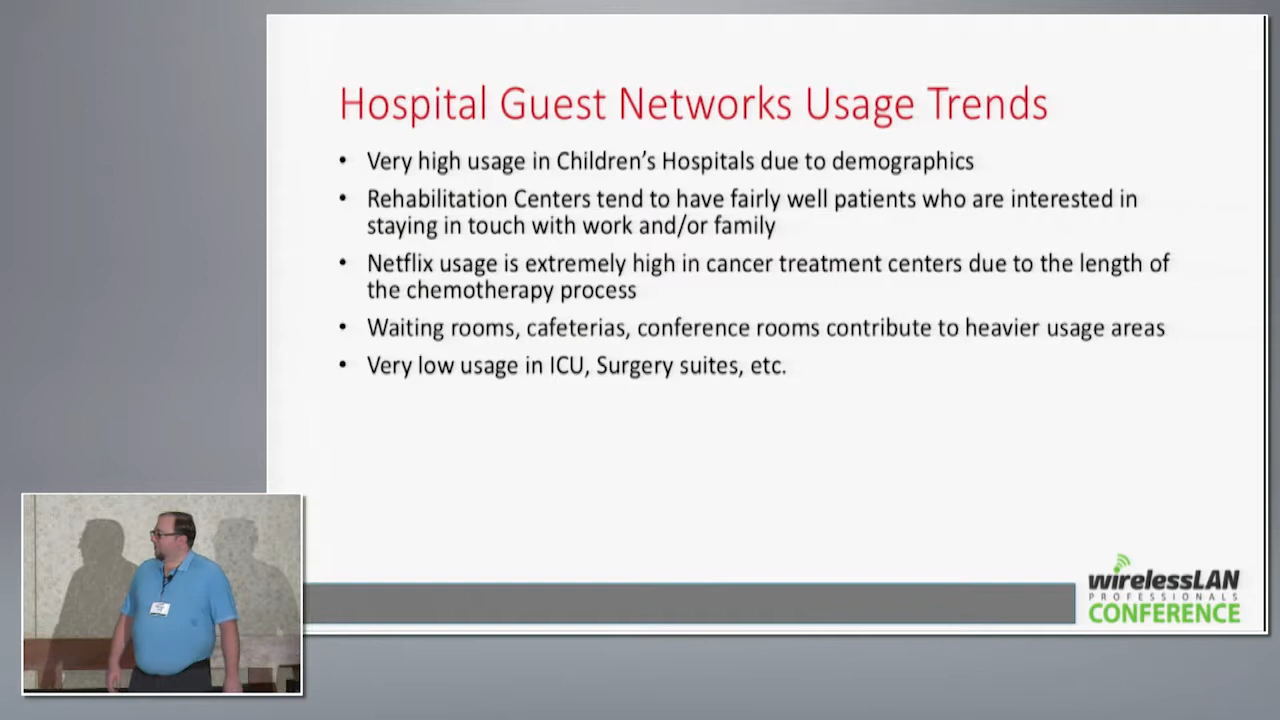 Hospital Guest Networks Usage Trends
• Very high usage in Children's Hospitals due to demographics
• Rehabilitation Centers tend to have fairly well patients who are interested in
staying in touch with work and/or family
• Netflix usage is extremely high in cancer treatment centers due to the length of
the chemotherapy process
• Waiting rooms, cafeterias, conference rooms contribute to heavier usage areas
• Very low usage in ICU, Surgery suites, etc.
wirelessLAN
PROFESSIONALS
CONFERENCE